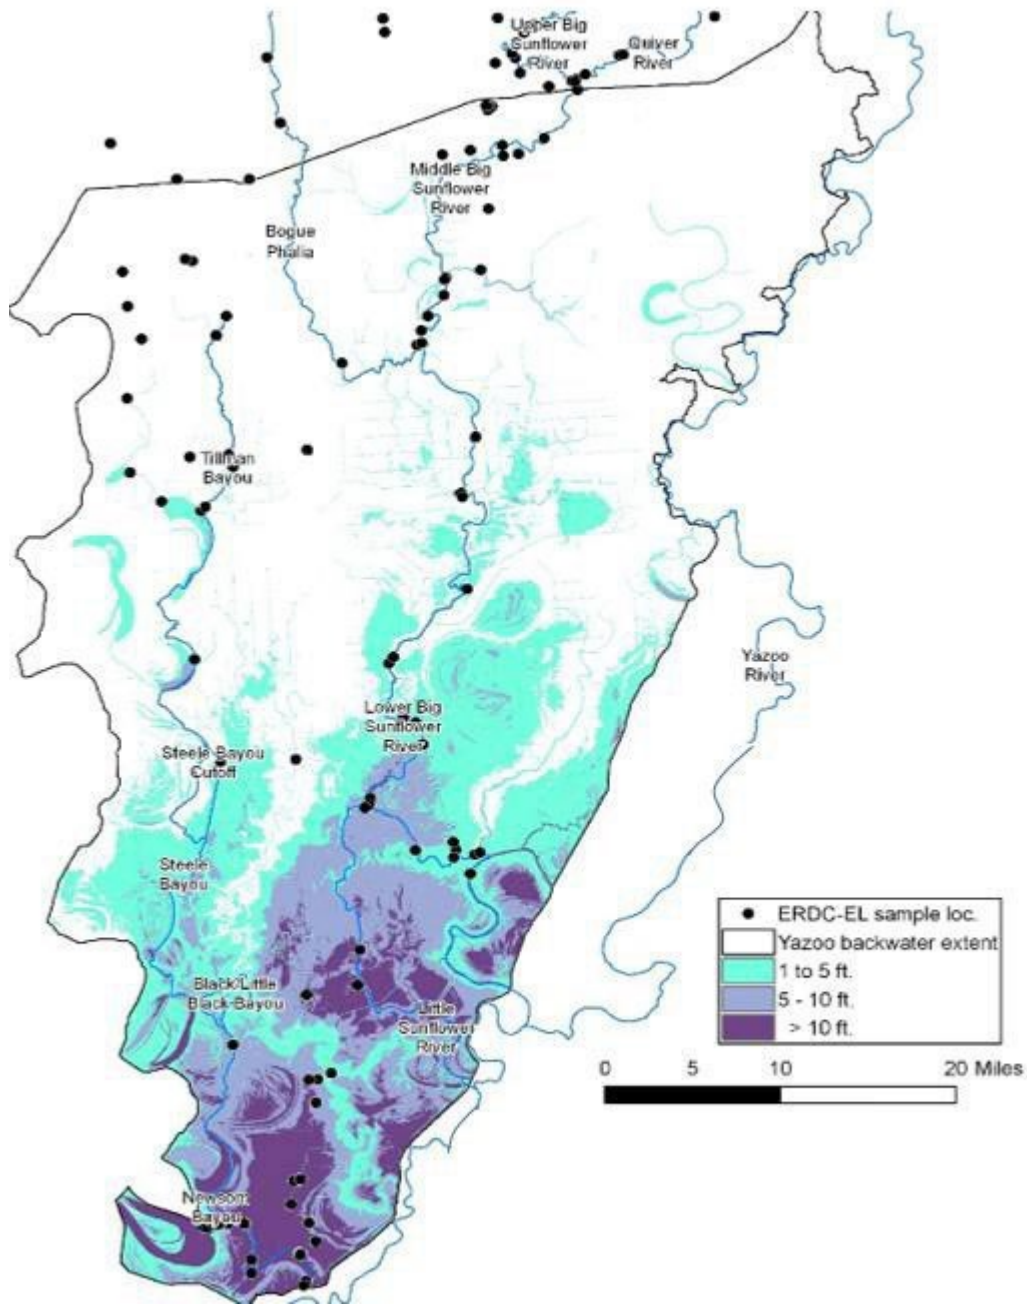 Upper Big
Sunflower
River
Quiver
River
Middle Big
Sunflower
River
Bogue
Phalia
Tillman
Bayou
Yazoo
River
Lower Big
Sunflower
River
Steele Bayou
Cutoff
Steele
Bayou
Black/Little
Black Bayou
Little
Sunflower
River
Newsom
Bayou
ERDC-EL sample loc.
Yazoo backwater extent
1 to 5 ft.
5 - 10 ft.
> 10 ft.
0 5 10 20 Miles